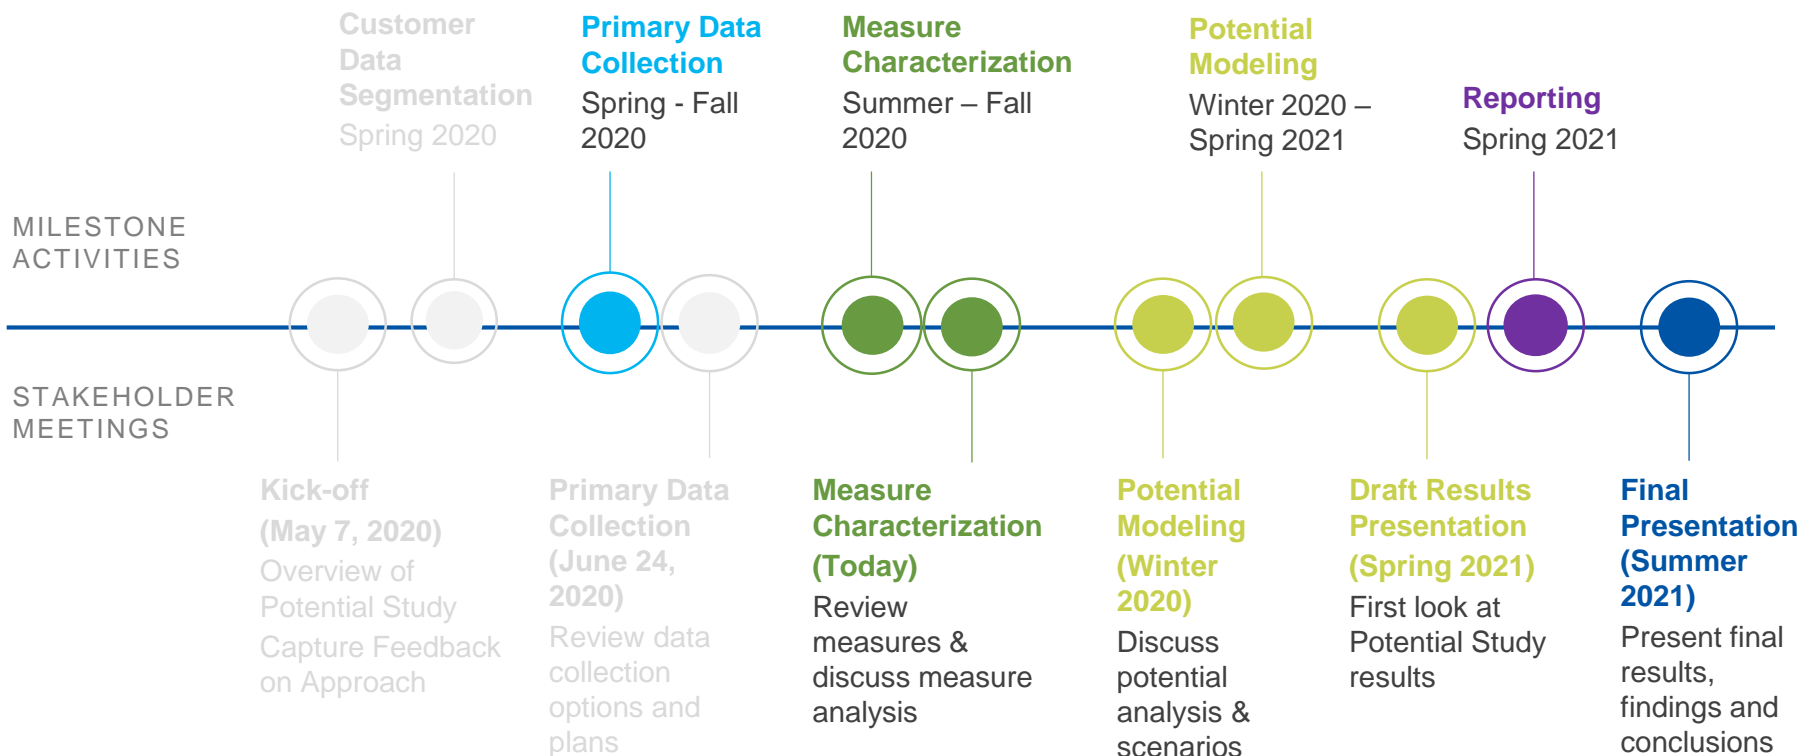 Customer
Data
Segmentation
Spring 2020
Primary Data
Collection
Spring - Fall
2020
Measure
Characterization
Summer – Fall
2020
Potential
Modeling
Winter 2020 –
Spring 2021
Reporting
Spring 2021
MILESTONE
ACTIVITIES
STAKEHOLDER
MEETINGS
Kick-off
(May 7, 2020)
Overview of
Potential Study
Capture Feedback
on Approach
Primary Data
Collection
(June 24,
2020)
Review data
collection
options and
plans
Measure
Characterization
(Today)
Review
measures &
discuss measure
analysis
Potential
Modeling
(Winter
2020)
Discuss
potential
analysis &
scenarios
Draft Results
Presentation
(Spring 2021)
First look at
Potential Study
results
Final
Presentation
(Summer
2021)
Present final
results,
findings and
conclusions